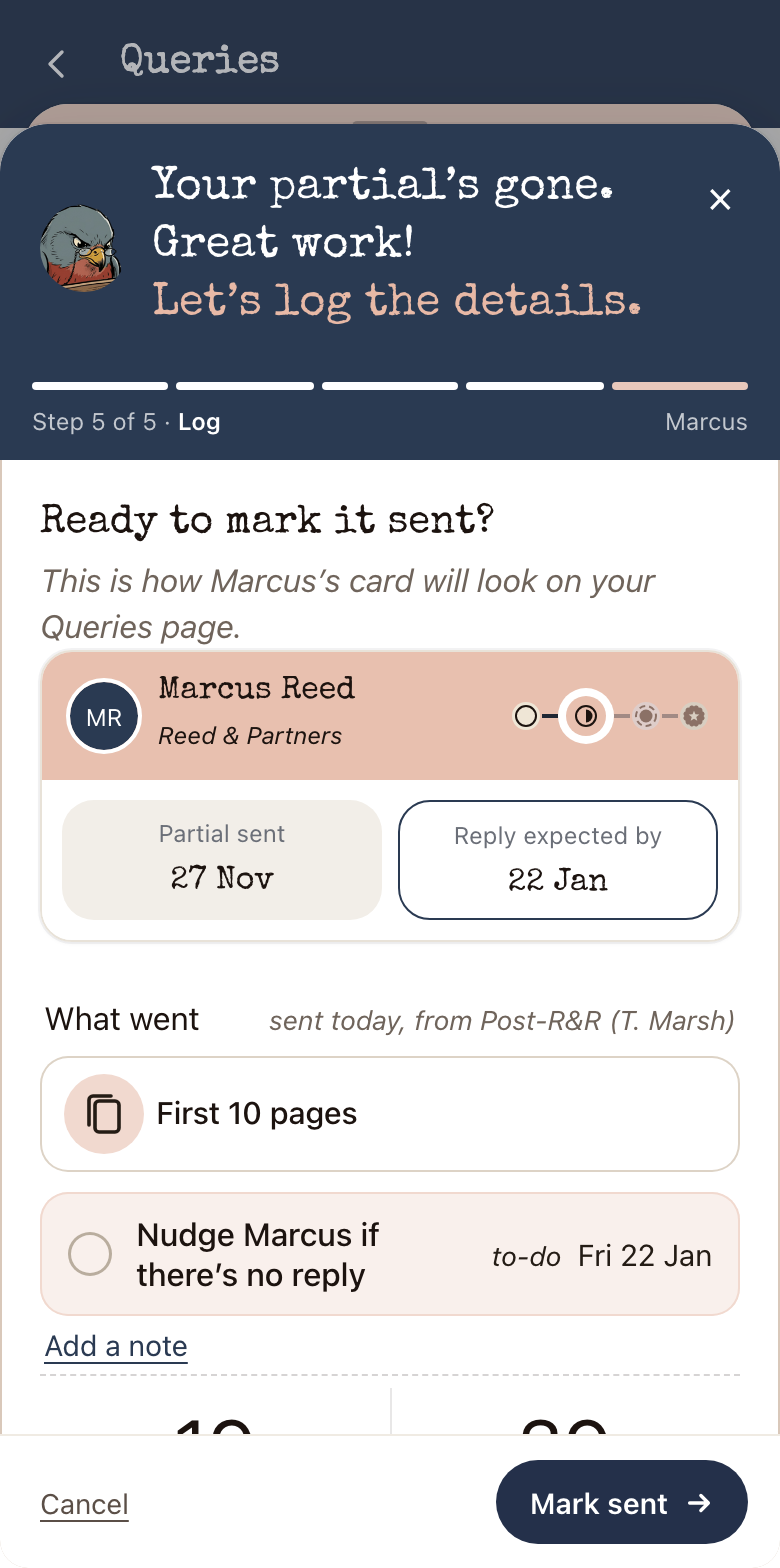 Queries
Your partial’s gone.
Great work!
Let’s log the details.
Step 5 of 5 · Log
Marcus
Ready to mark it sent?
This is how Marcus’s card will look on your
Queries page.
MR
Marcus Reed
Reed & Partners
Partial sent
27 Nov
Reply expected by
22 Jan
What went
sent today, from Post-R&R (T. Marsh)
First 10 pages
Nudge Marcus if
there’s no reply
to-do Fri 22 Jan
Add a note
Cancel
Mark sent